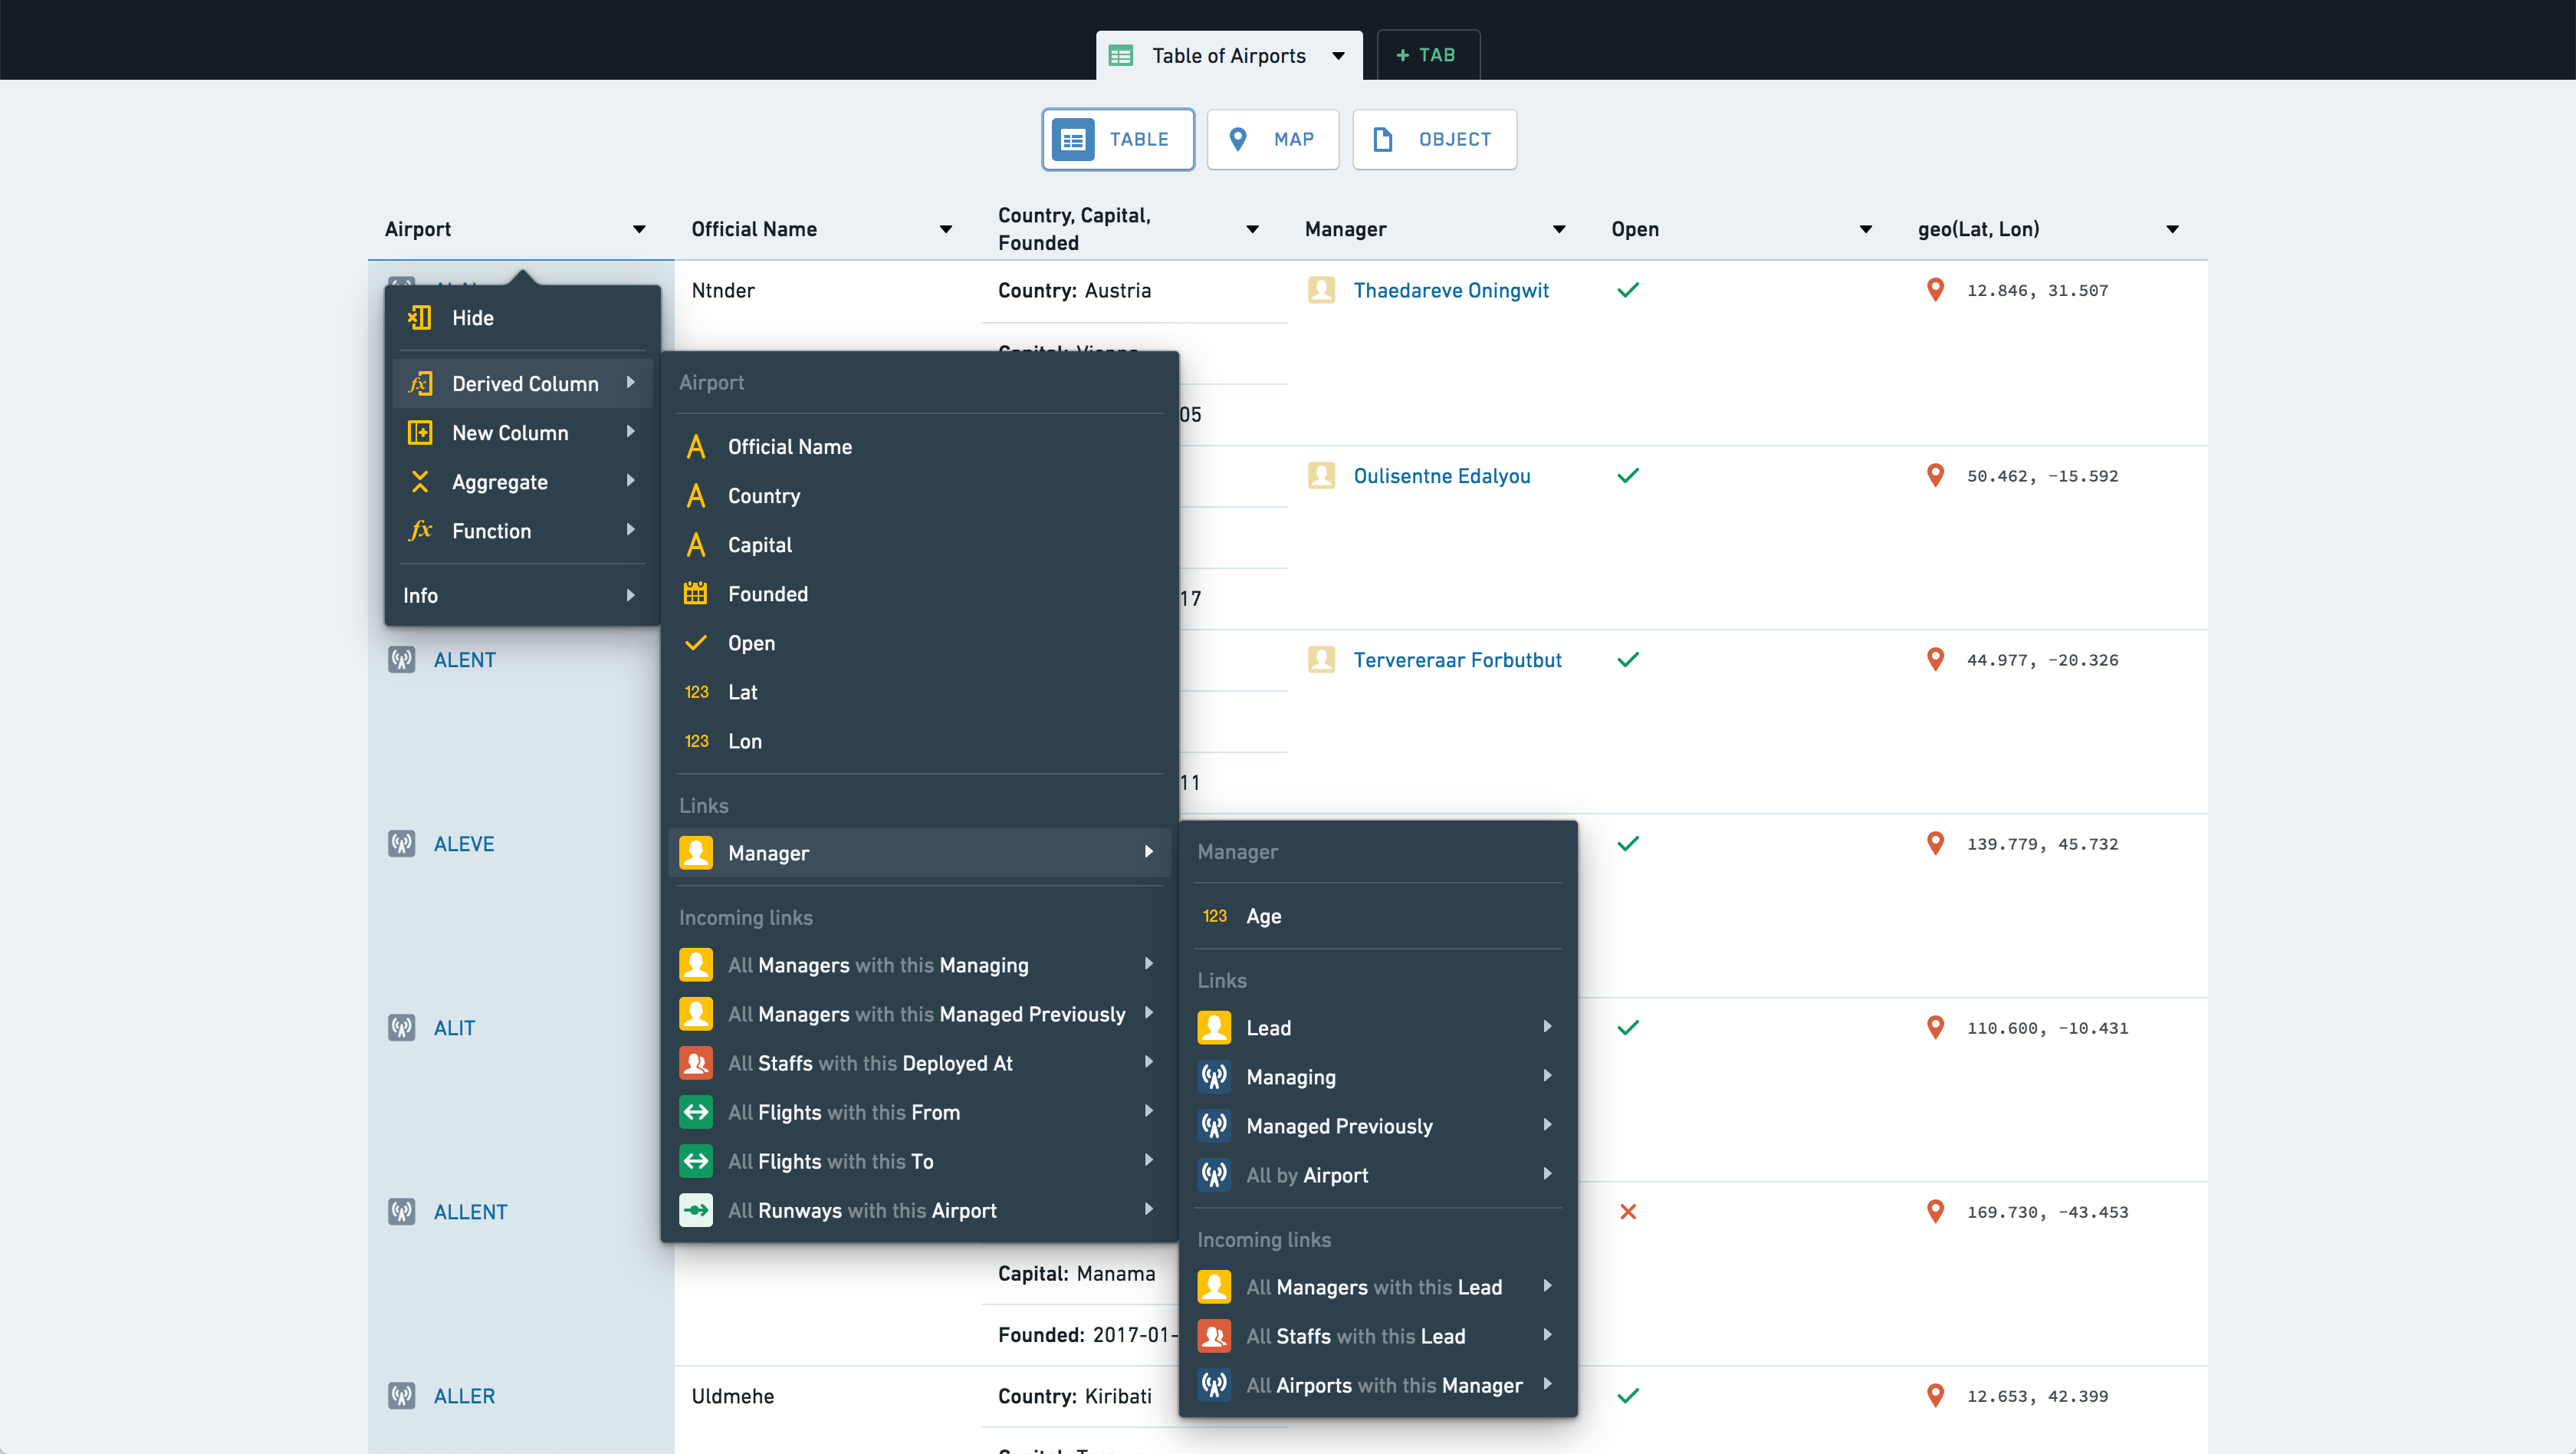 Table of Airports
+ TAB
TABLE
MAP
OBJECT
Airport
Official Name
Country, Capital,
Founded
Manager
Open
geo(Lat, Lon)
Ntnder
Country: Austria
Thaedareve Oningwit
12.846, 31.507
Hide
Derived Column
New Column
Aggregate
fx Function
Info
Airport
Official Name
Country
Capital
Founded
Open
123 Lat
123 Lon
Links
Manager
Incoming links
All Managers with this Managing
All Managers with this Managed Previously
All Staffs with this Deployed At
All Flights with this From
All Flights with this To
All Runways with this Airport
Manager
123 Age
Links
Lead
Managing
Managed Previously
All by Airport
Incoming links
All Managers with this Lead
All Staffs with this Lead
All Airports with this Manager
05
Oulisentne Edalyou
50.462, -15.592
17
ALENT
Tervereraar Forbutbut
44.977, -20.326
11
ALEVE
139.779, 45.732
ALIT
110.600, -10.431
ALLENT
169.730, -43.453
Capital: Manama
Founded: 2017-01-
ALLER
Uldmehe
Country: Kiribati
12.653, 42.399